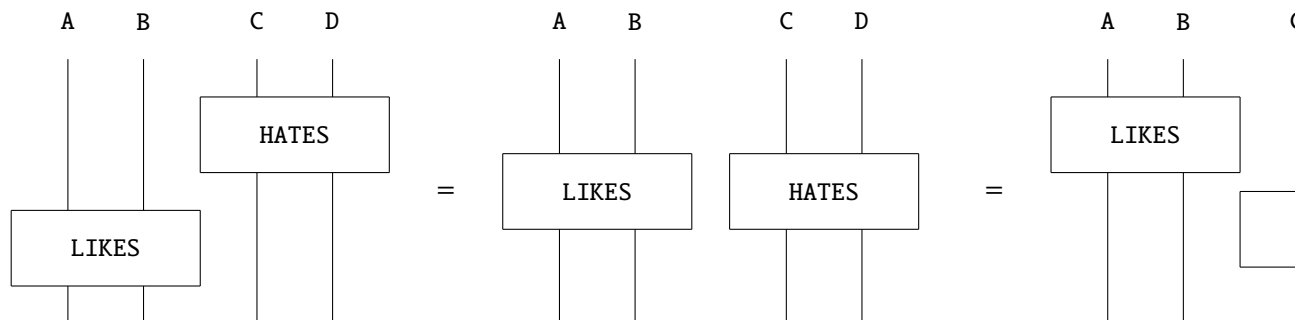 A B C D A B C D A B
HATES LIKES
= LIKES HATES =
LIKES